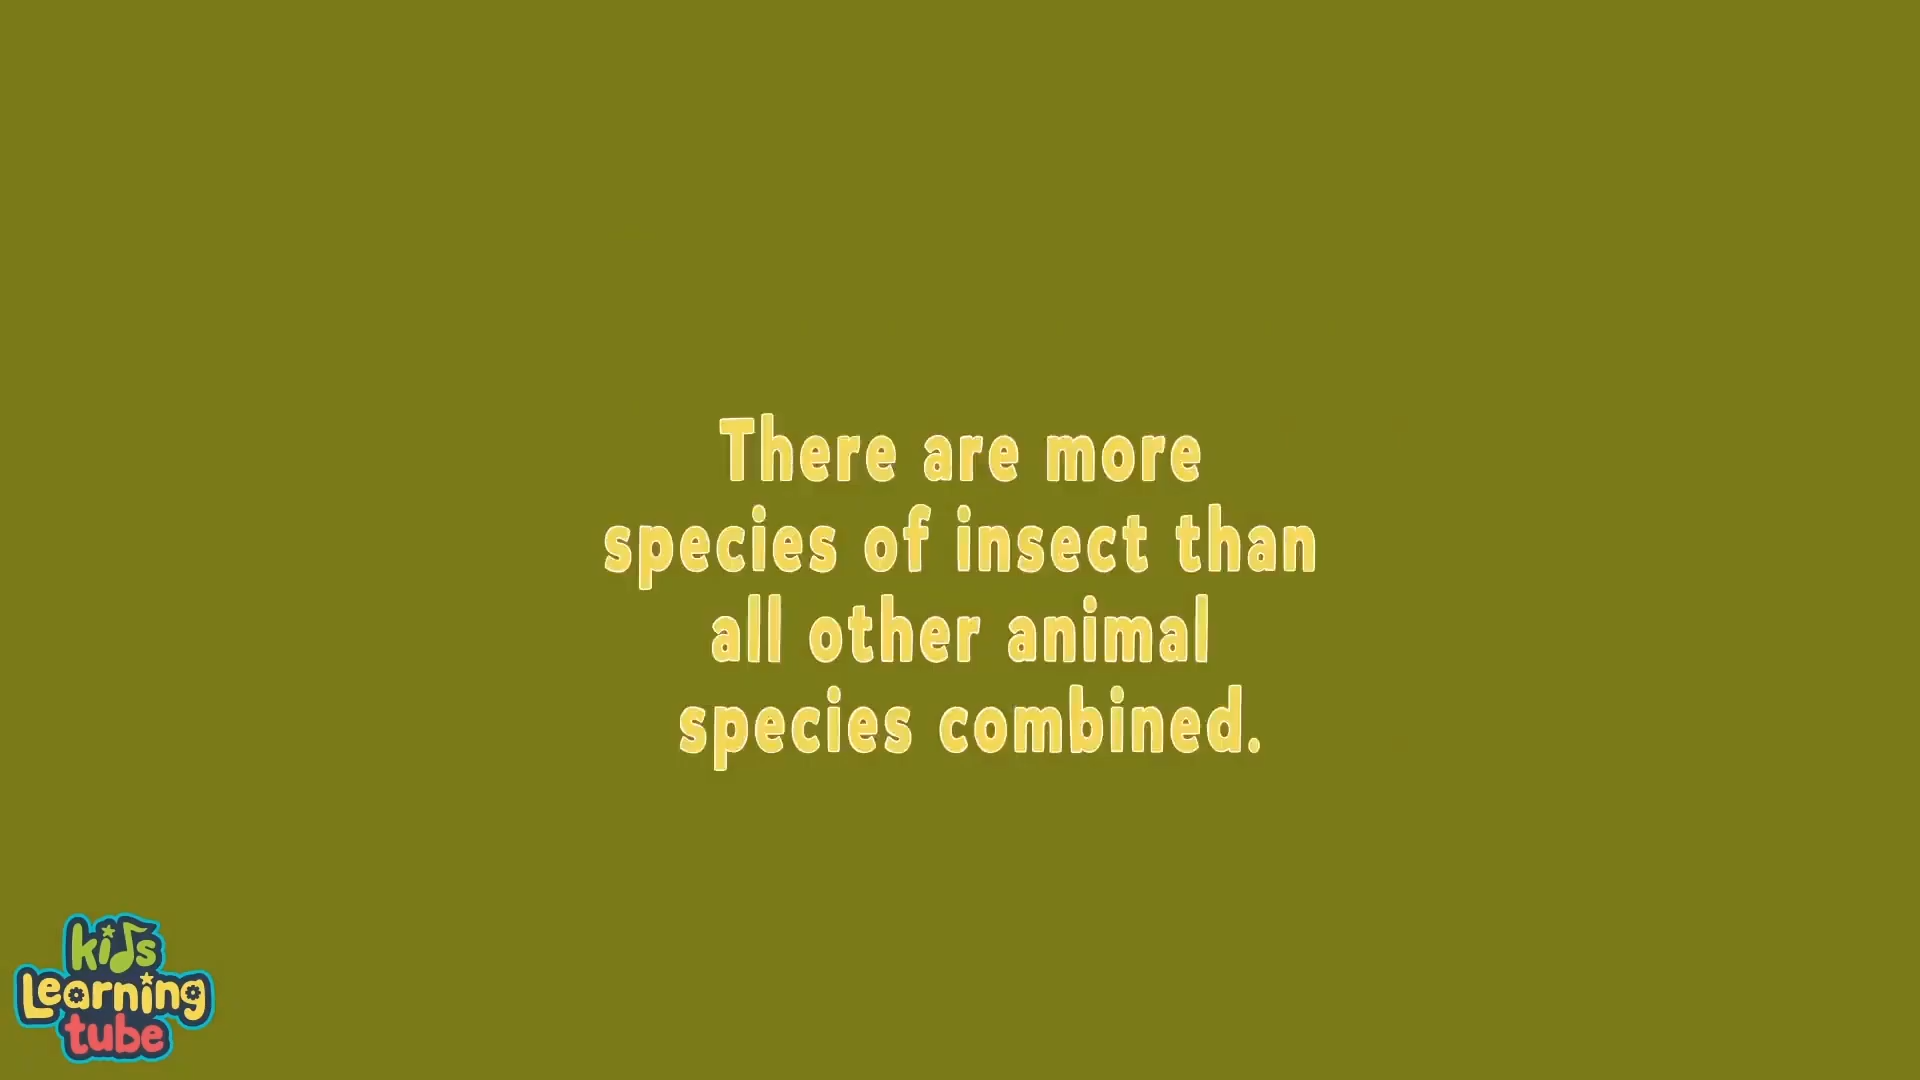 There are more
species of insect than
all other animal
species combined.
kids
Learning
tube